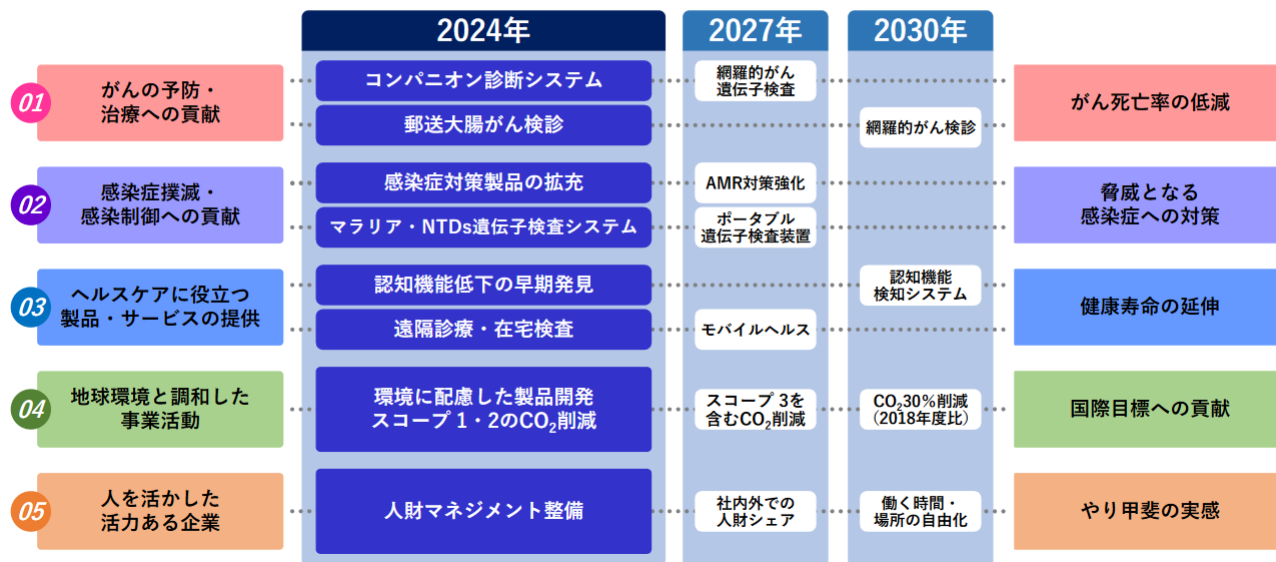 2024年
2027年
2030年
01
がんの予防・
治療への貢献
コンパニオン診断システム
網羅的がん
遺伝子検査
郵送大腸がん検診
網羅的がん検診
がん死亡率の低減
02
感染症撲滅・
感染制御への貢献
感染症対策製品の拡充
AMR対策強化
マラリア・NTDs遺伝子検査システム
ポータブル
遺伝子検査装置
脅威となる
感染症への対策
03
ヘルスケアに役立つ
製品・サービスの提供
認知機能低下の早期発見
認知機能
検知システム
遠隔診療・在宅検査
モバイルヘルス
健康寿命の延伸
04
地球環境と調和した
事業活動
環境に配慮した製品開発
スコープ 1・2のCO₂削減
スコープ 3を
含むCO₂削減
CO₂30%削減
（2018年度比）
国際目標への貢献
05
人を活かした
活力ある企業
人財マネジメント整備
社内外での
人財シェア
働く時間・
場所の自由化
やり甲斐の実感